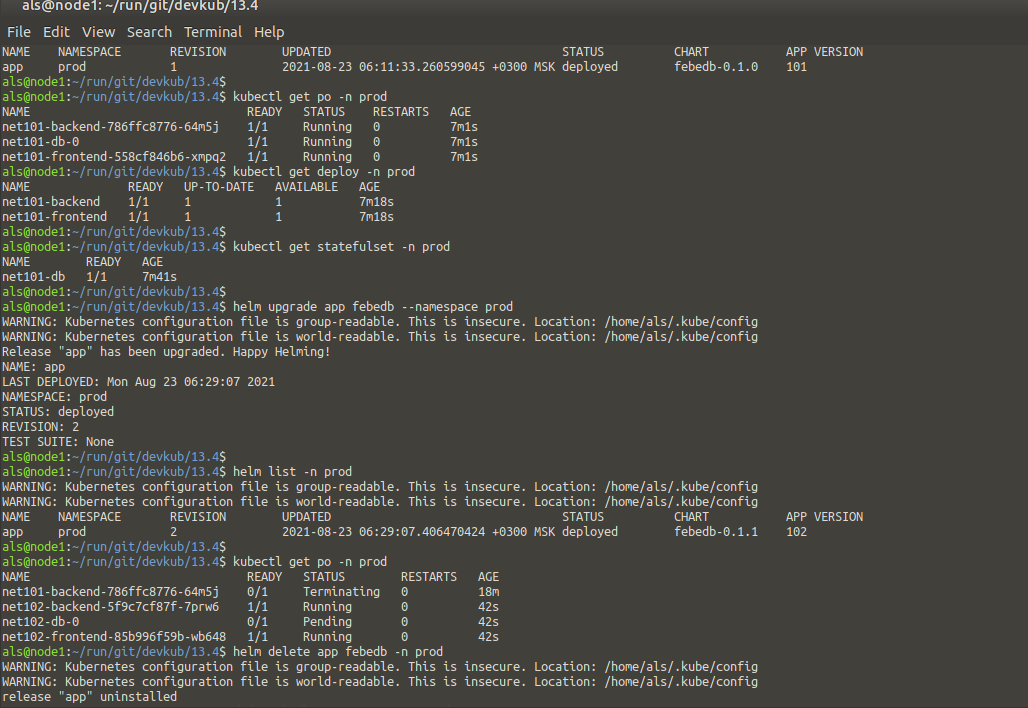 als@node1: ~/run/git/devkub/13.4
File Edit View Search Terminal Help
NAME NAMESPACE REVISION UPDATED STATUS CHART APP VERSION
app prod 1 2021-08-23 06:11:33.260599045 +0300 MSK deployed febedb-0.1.0 101
als@node1:~/run/git/devkub/13.4$
als@node1:~/run/git/devkub/13.4$ kubectl get po -n prod
NAME READY STATUS RESTARTS AGE
net101-backend-786ffc8776-64m5j 1/1 Running 0 7m1s
net101-db-0 1/1 Running 0 7m1s
net101-frontend-558cf846b6-xmpq2 1/1 Running 0 7m1s
als@node1:~/run/git/devkub/13.4$ kubectl get deploy -n prod
NAME READY UP-TO-DATE AVAILABLE AGE
net101-backend 1/1 1 1 7m18s
net101-frontend 1/1 1 1 7m18s
als@node1:~/run/git/devkub/13.4$
als@node1:~/run/git/devkub/13.4$ kubectl get statefulset -n prod
NAME READY AGE
net101-db 1/1 7m41s
als@node1:~/run/git/devkub/13.4$
als@node1:~/run/git/devkub/13.4$ helm upgrade app febedb --namespace prod
WARNING: Kubernetes configuration file is group-readable. This is insecure. Location: /home/als/.kube/config
WARNING: Kubernetes configuration file is world-readable. This is insecure. Location: /home/als/.kube/config
Release "app" has been upgraded. Happy Helming!
NAME: app
LAST DEPLOYED: Mon Aug 23 06:29:07 2021
NAMESPACE: prod
STATUS: deployed
REVISION: 2
TEST SUITE: None
als@node1:~/run/git/devkub/13.4$
als@node1:~/run/git/devkub/13.4$ helm list -n prod
WARNING: Kubernetes configuration file is group-readable. This is insecure. Location: /home/als/.kube/config
WARNING: Kubernetes configuration file is world-readable. This is insecure. Location: /home/als/.kube/config
NAME NAMESPACE REVISION UPDATED STATUS CHART APP VERSION
app prod 2 2021-08-23 06:29:07.406470424 +0300 MSK deployed febedb-0.1.1 102
als@node1:~/run/git/devkub/13.4$
als@node1:~/run/git/devkub/13.4$ kubectl get po -n prod
NAME READY STATUS RESTARTS AGE
net101-backend-786ffc8776-64m5j 0/1 Terminating 0 18m
net102-backend-5f9c7cf87f-7prw6 1/1 Running 0 42s
net102-db-0 0/1 Pending 0 42s
net102-frontend-85b996f59b-wb648 1/1 Running 0 42s
als@node1:~/run/git/devkub/13.4$ helm delete app febedb -n prod
WARNING: Kubernetes configuration file is group-readable. This is insecure. Location: /home/als/.kube/config
WARNING: Kubernetes configuration file is world-readable. This is insecure. Location: /home/als/.kube/config
release "app" uninstalled